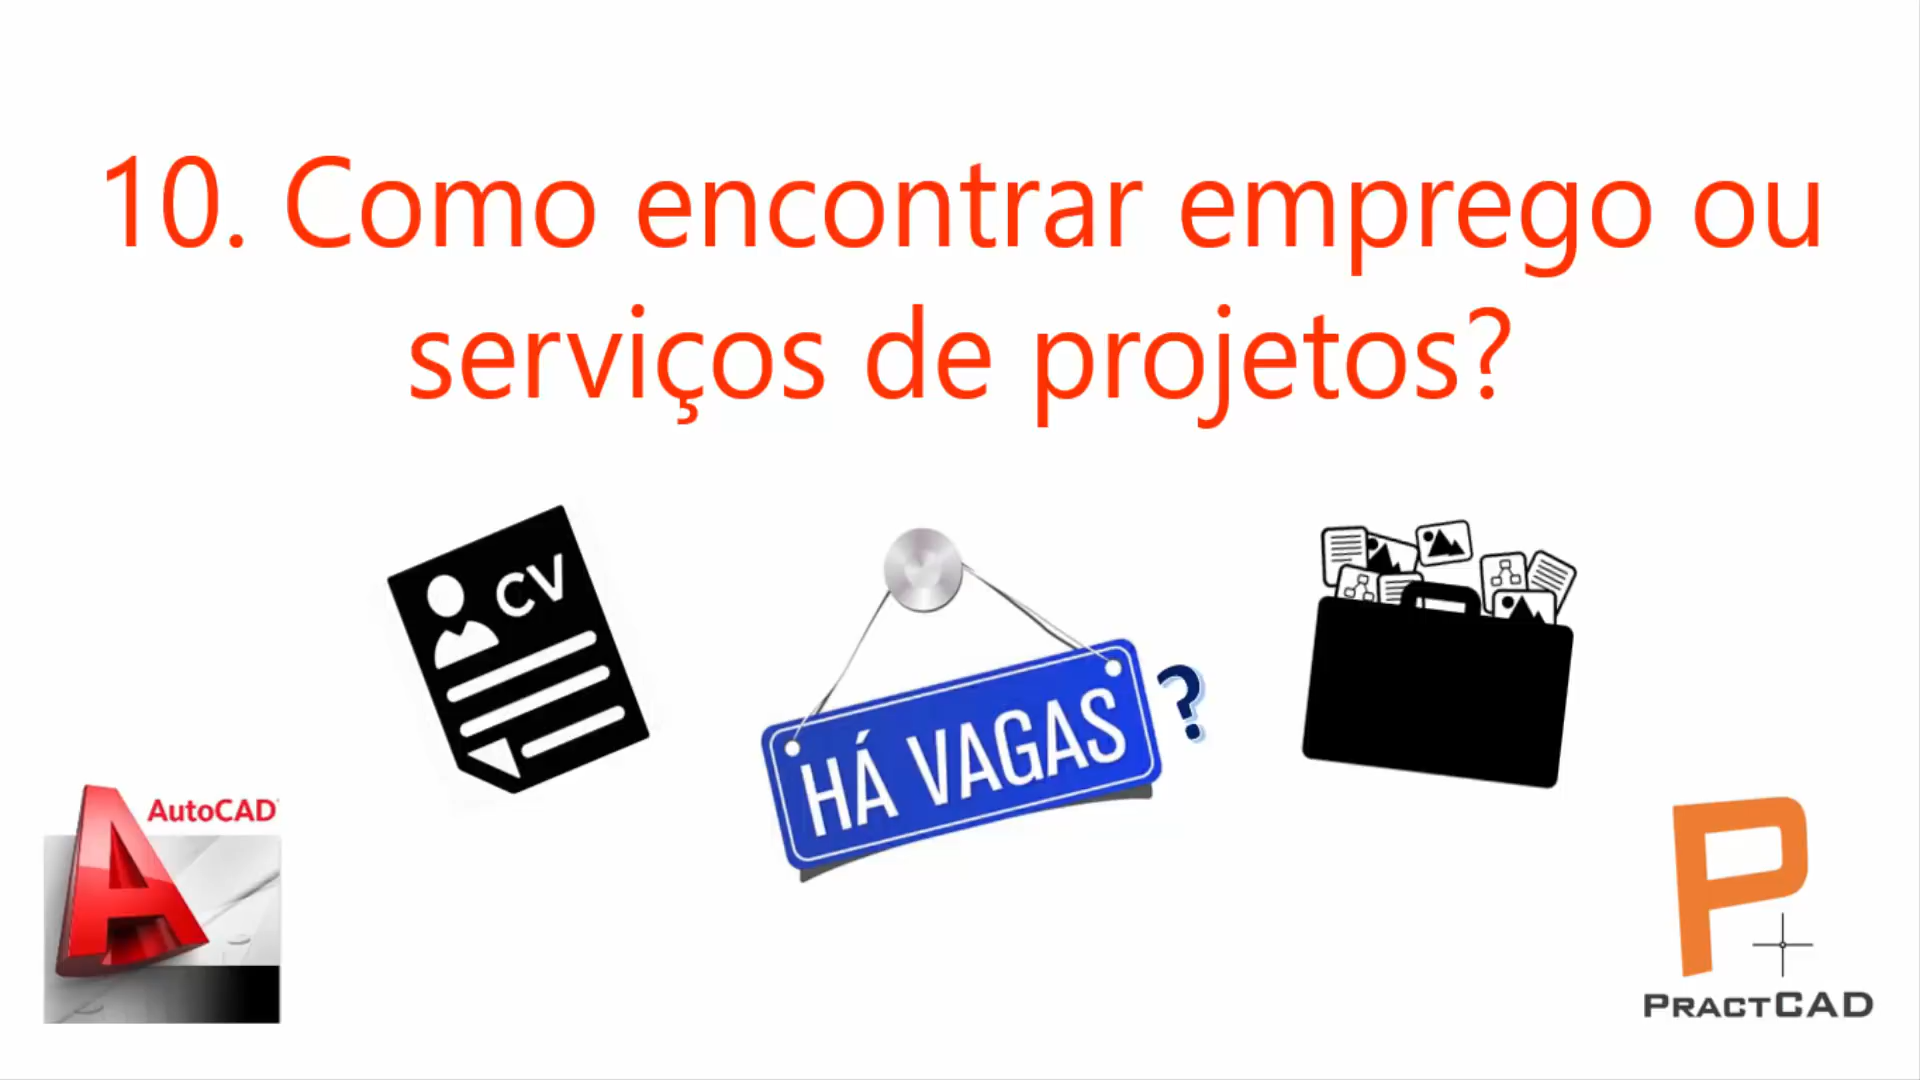 10. Como encontrar emprego ou
serviços de projetos?
CV
HÁ VAGAS
?
AutoCAD
PRACTCAD